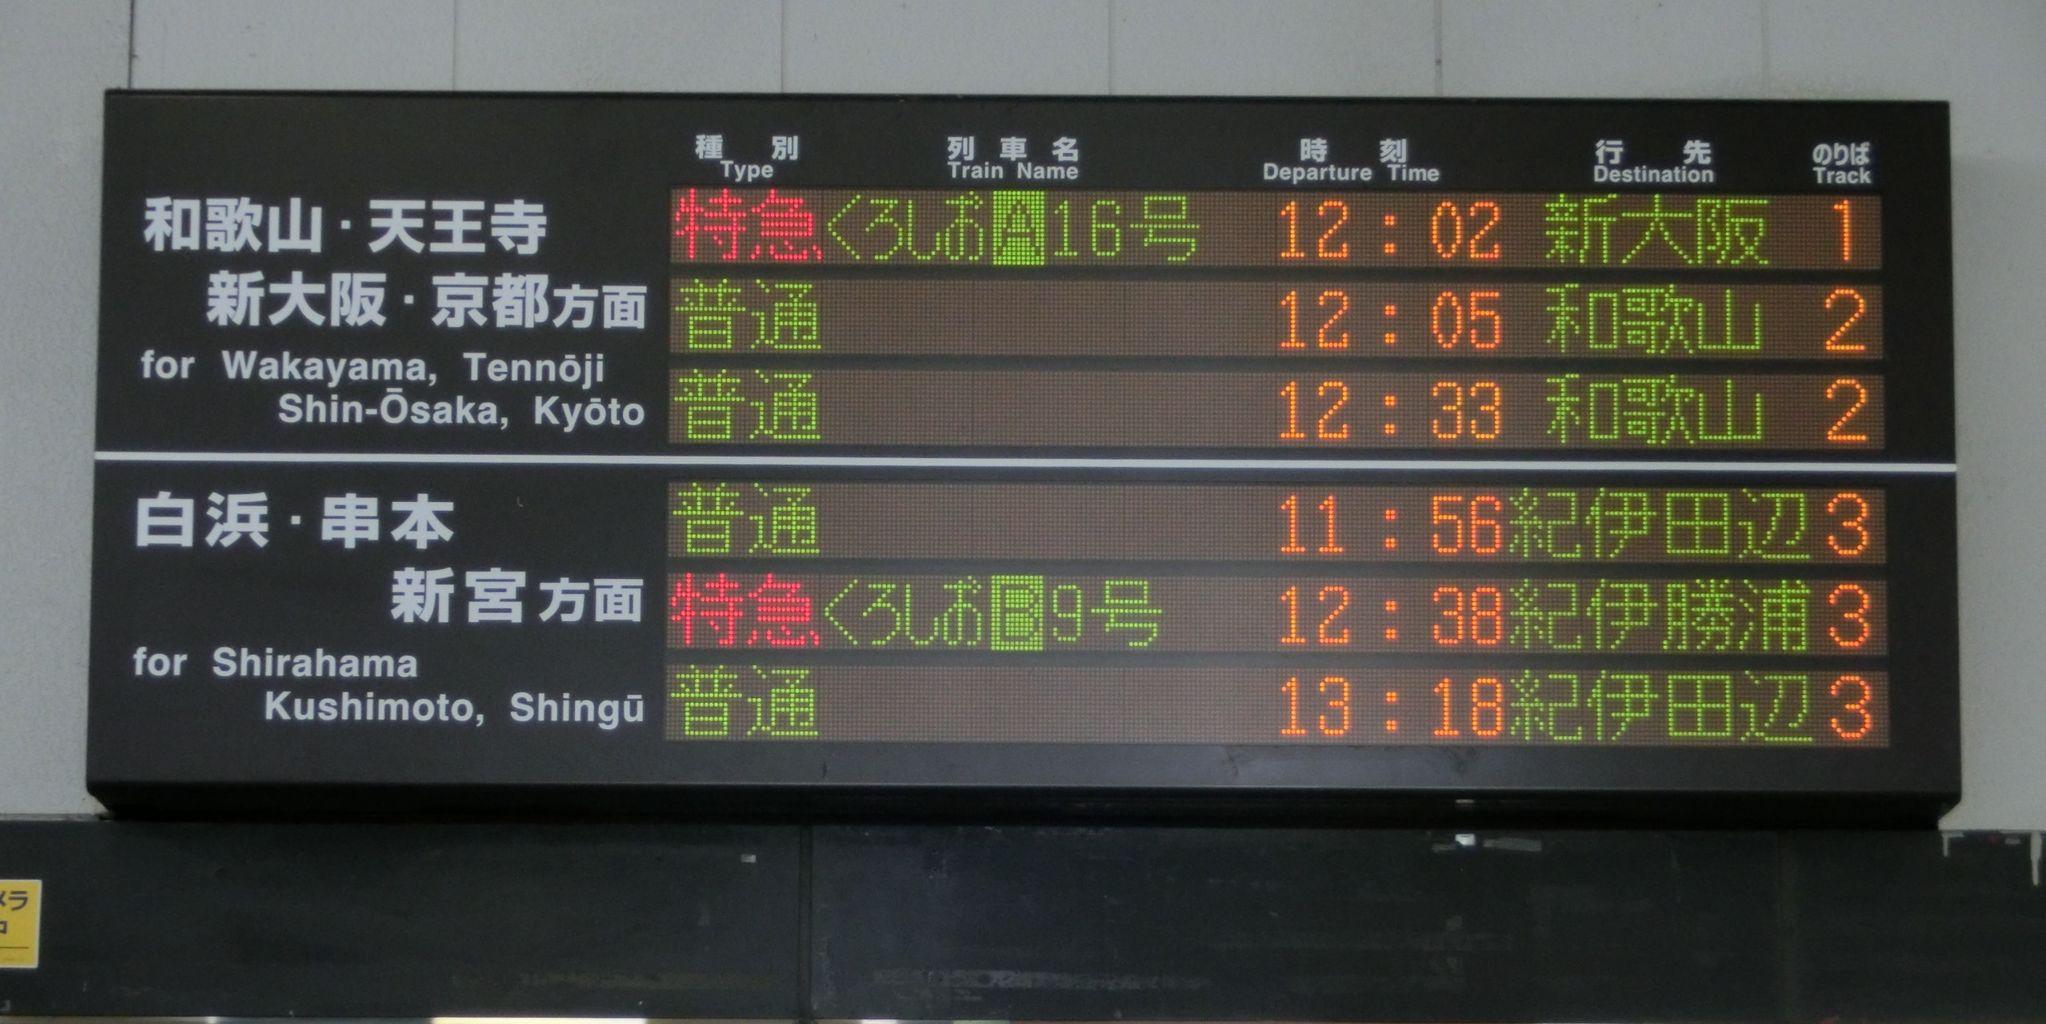 種別 列車名 時刻 行先 のりば
Type Train Name Departure Time Destination Track
和歌山・天王寺
新大阪・京都方面
for Wakayama, Tennōji
Shin-Ōsaka, Kyōto
特急 くろしおA16号 12:02 新大阪 1
普通 12:05 和歌山 2
普通 12:33 和歌山 2
白浜・串本
新宮方面
for Shirahama
Kushimoto, Shingū
普通 11:56 紀伊田辺 3
特急 くろしおB9号 12:38 紀伊勝浦 3
普通 13:18 紀伊田辺 3